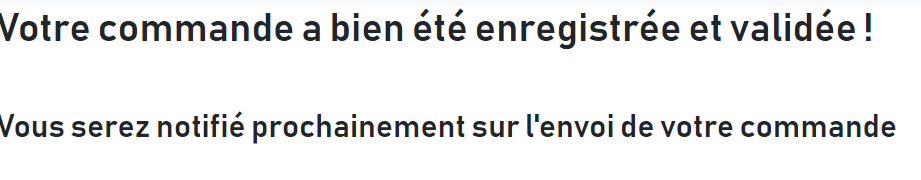 Votre commande a bien été enregistrée et validée !
Vous serez notifié prochainement sur l'envoi de votre commande